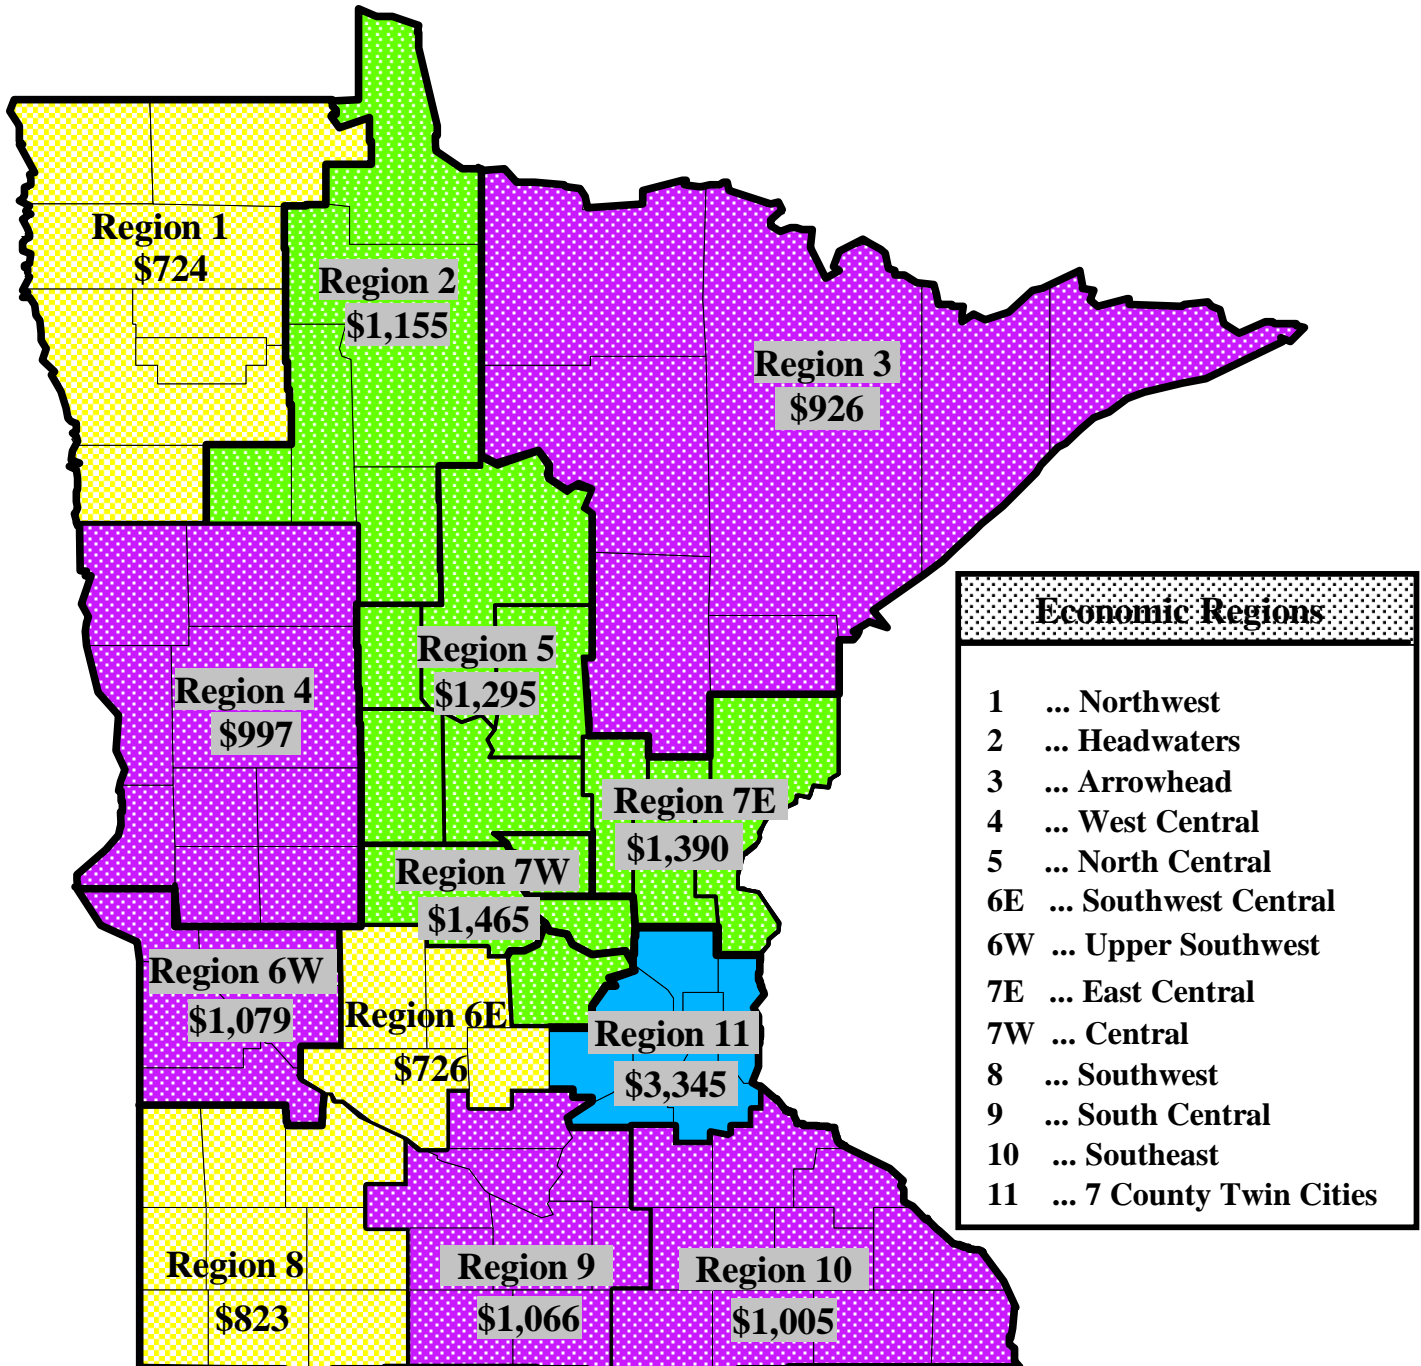 Region 1
$724
Region 2
$1,155
Region 3
$926
Region 4
$997
Region 5
$1,295
Region 7E
$1,390
Region 7W
$1,465
Region 6W
$1,079
Region 6E
$726
Region 11
$3,345
Region 8
$823
Region 9
$1,066
Region 10
$1,005
Economic Regions
1 ... Northwest
2 ... Headwaters
3 ... Arrowhead
4 ... West Central
5 ... North Central
6E ... Southwest Central
6W ... Upper Southwest
7E ... East Central
7W ... Central
8 ... Southwest
9 ... South Central
10 ... Southeast
11 ... 7 County Twin Cities